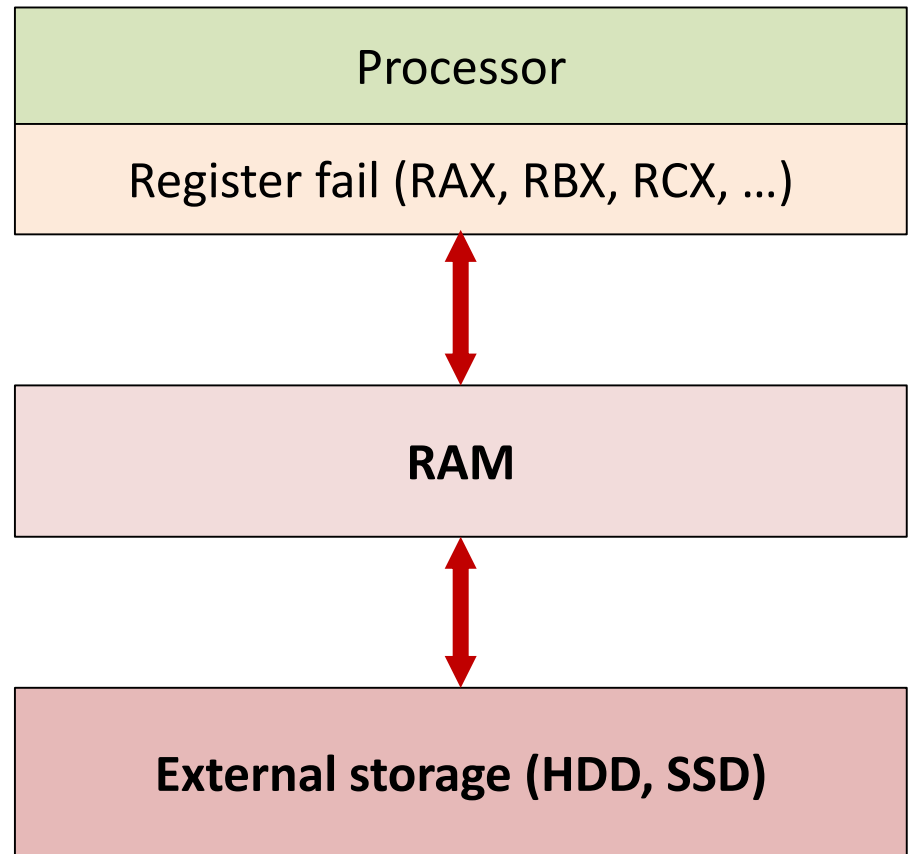 Processor
Register fail (RAX, RBX, RCX, …)
RAM
External storage (HDD, SSD)